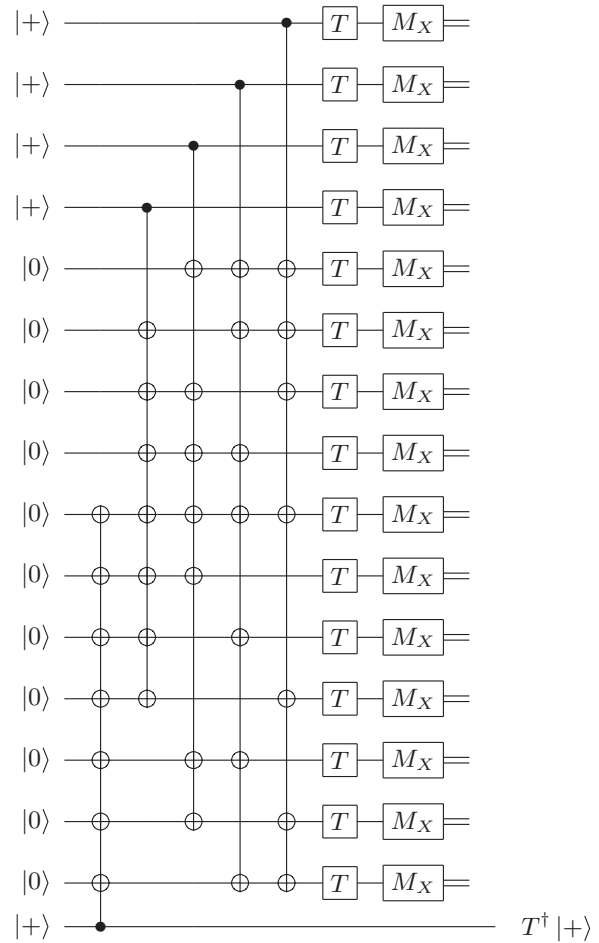 |+⟩ T M_X
|+⟩ T M_X
|+⟩ T M_X
|+⟩ T M_X
|0⟩ T M_X
|0⟩ T M_X
|0⟩ T M_X
|0⟩ T M_X
|0⟩ T M_X
|0⟩ T M_X
|0⟩ T M_X
|0⟩ T M_X
|0⟩ T M_X
|0⟩ T M_X
|0⟩ T M_X
|+⟩ T† |+⟩